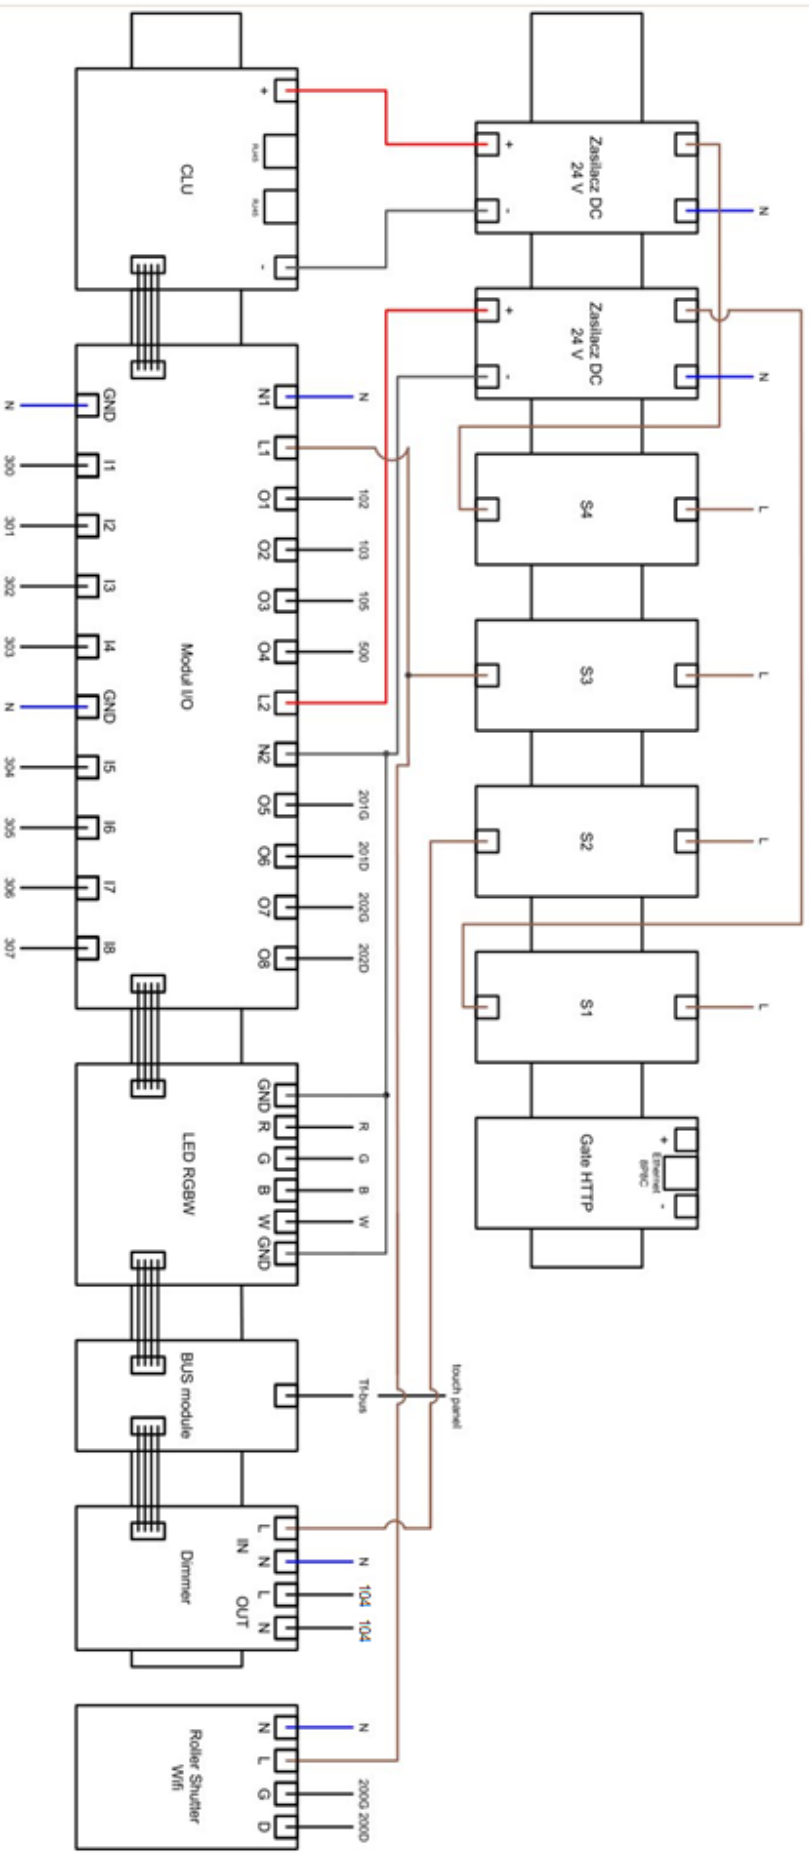 N
N
L
L
L
L
+
Ethernet
8P8C
-
Zasilacz DC
24 V
Zasilacz DC
24 V
S4
S3
S2
S1
Gate HTTP
+
-
+
-
touch panel
N
102
103
105
500
201G
201D
202G
202D
R
G
B
W
Tf-bus
N
104
104
N
200G 200D
+
RJ45
RJ45
-
N1
L1
O1
O2
O3
O4
L2
N2
O5
O6
O7
O8
GND
R
G
B
W
GND
L
N
L
N
IN
OUT
N
L
G
D
CLU
Moduł I/O
LED RGBW
BUS module
Dimmer
Roller Shutter
Wifi
GND
I1
I2
I3
I4
GND
I5
I6
I7
I8
N
300
301
302
303
N
304
305
306
307